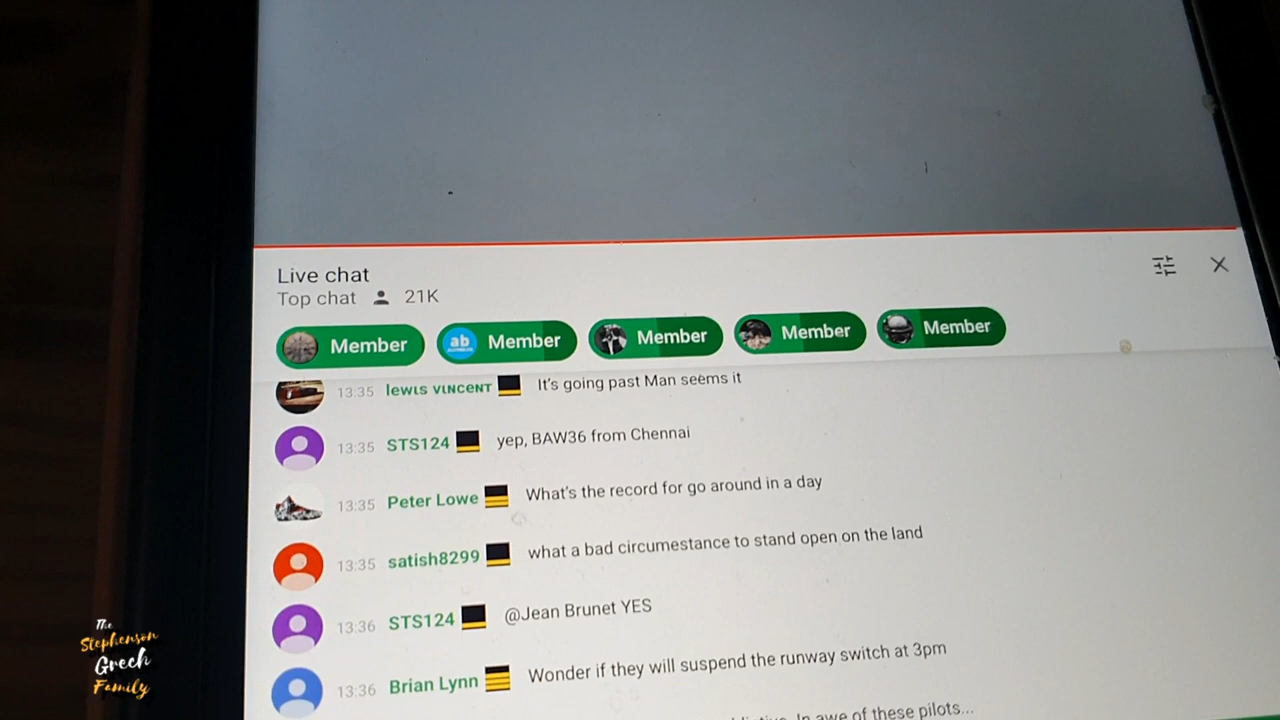 Live chat
Top chat 21K
Member ab Member Member Member Member
13:35 lewis vincent It's going past Man seems it
13:35 STS124 yep, BAW36 from Chennai
13:35 Peter Lowe What's the record for go around in a day
13:35 satish8299 what a bad circumestance to stand open on the land
13:36 STS124 @Jean Brunet YES
13:36 Brian Lynn Wonder if they will suspend the runway switch at 3pm
In awe of these pilots...
The
Stephenson
Grech
Family